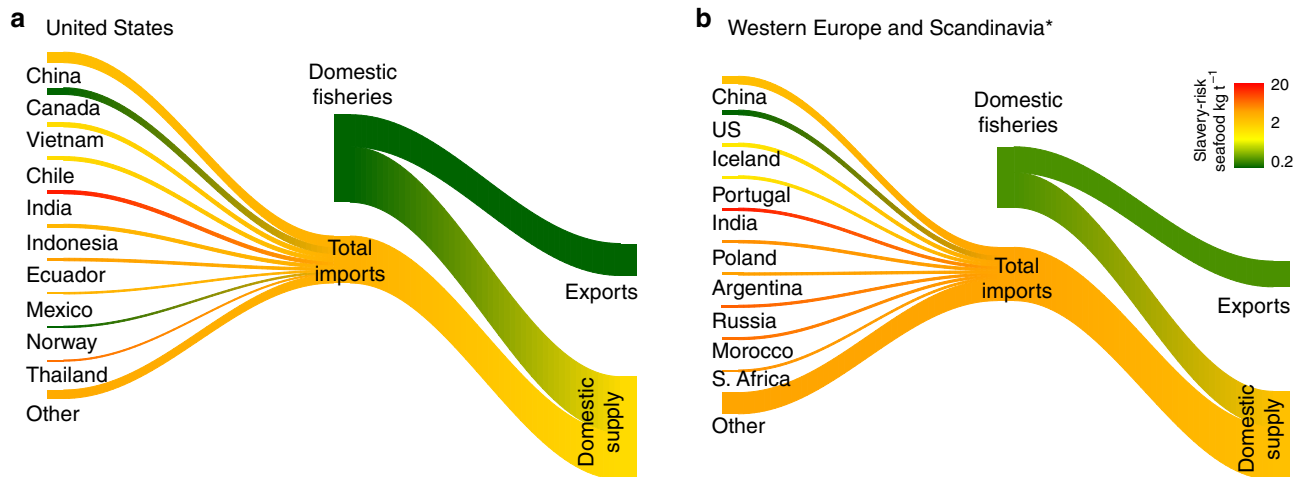 a
United States
China
Canada
Vietnam
Chile
India
Indonesia
Ecuador
Mexico
Norway
Thailand
Other
Domestic
fisheries
Total
imports
Exports
Domestic
supply
b
Western Europe and Scandinavia*
China
US
Iceland
Portugal
India
Poland
Argentina
Russia
Morocco
S. Africa
Other
Domestic
fisheries
Total
imports
Exports
Domestic
supply
Slavery-risk
seafood kg t⁻¹
20
2
0.2